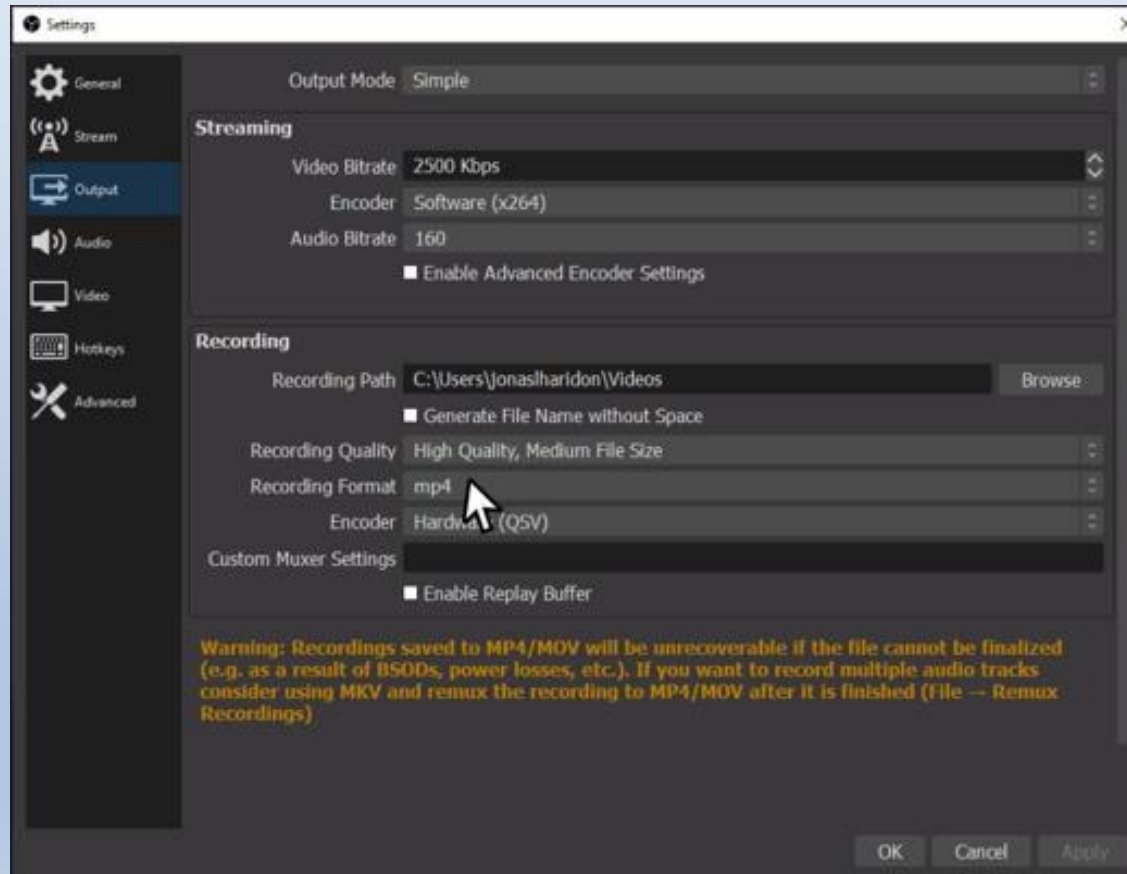 Settings
General
Stream
Output
Audio
Video
Hotkeys
Advanced
Output Mode Simple
Streaming
Video Bitrate 2500 Kbps
Encoder Software (x264)
Audio Bitrate 160
Enable Advanced Encoder Settings
Recording
Recording Path C:\Users\jonaslharidon\Videos Browse
Generate File Name without Space
Recording Quality High Quality, Medium File Size
Recording Format mp4
Encoder (QSV)
Custom Muxer Settings
Enable Replay Buffer
Warning: Recordings saved to MP4/MOV will be unrecoverable if the file cannot be finalized
(e.g. as a result of BSODs, power losses, etc.). If you want to record multiple audio tracks
consider using MKV and remux the recording to MP4/MOV after it is finished (File → Remux
Recordings)
OK Cancel Apply